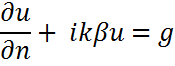 ∂u/∂n + ikβu = g